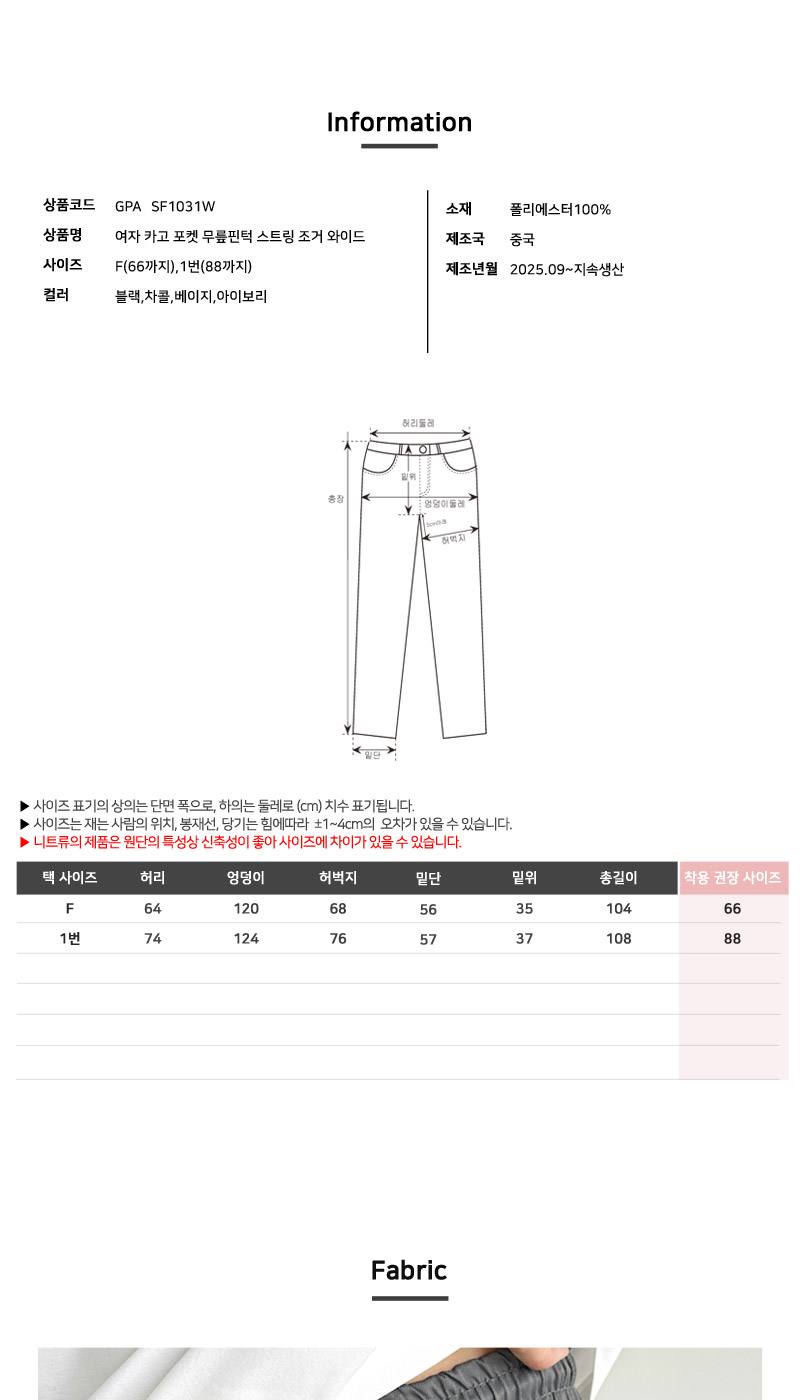 Information
상품코드 GPA SF1031W
상품명 여자 카고 포켓 무릎핀턱 스트링 조거 와이드
사이즈 F(66까지),1번(88까지)
컬러 블랙,차콜,베이지,아이보리
소재 폴리에스터100%
제조국 중국
제조년월 2025.09~지속생산
허리둘레
밑위
총장
엉덩이둘레
5cm아래
허벅지
밑단
▶ 사이즈 표기의 상의는 단면 폭으로, 하의는 둘레로 (cm) 치수 표기됩니다.
▶ 사이즈는 재는 사람의 위치, 봉재선, 당기는 힘에따라 ±1~4cm의 오차가 있을 수 있습니다.
▶ 니트류의 제품은 원단의 특성상 신축성이 좋아 사이즈에 차이가 있을 수 있습니다.
택 사이즈 허리 엉덩이 허벅지 밑단 밑위 총길이 착용 권장 사이즈
F 64 120 68 56 35 104 66
1번 74 124 76 57 37 108 88
Fabric